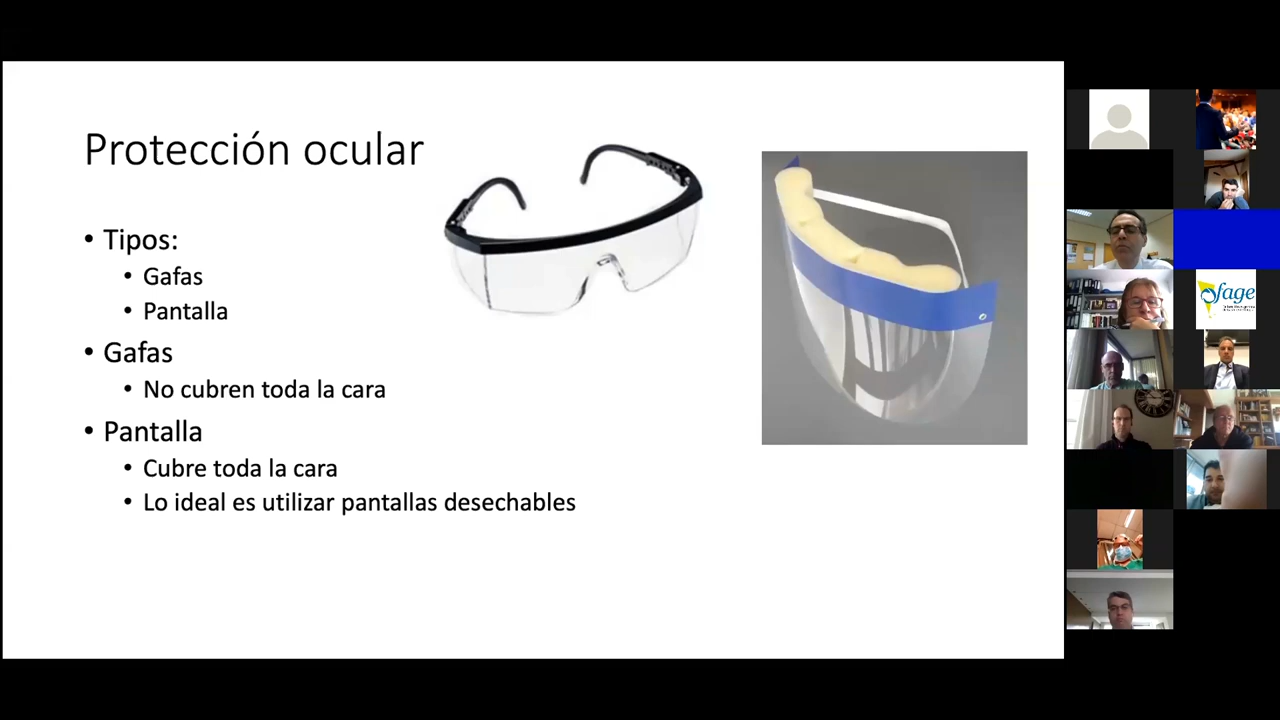 Protección ocular
• Tipos:
• Gafas
• Pantalla
• Gafas
• No cubren toda la cara
• Pantalla
• Cubre toda la cara
• Lo ideal es utilizar pantallas desechables
fage